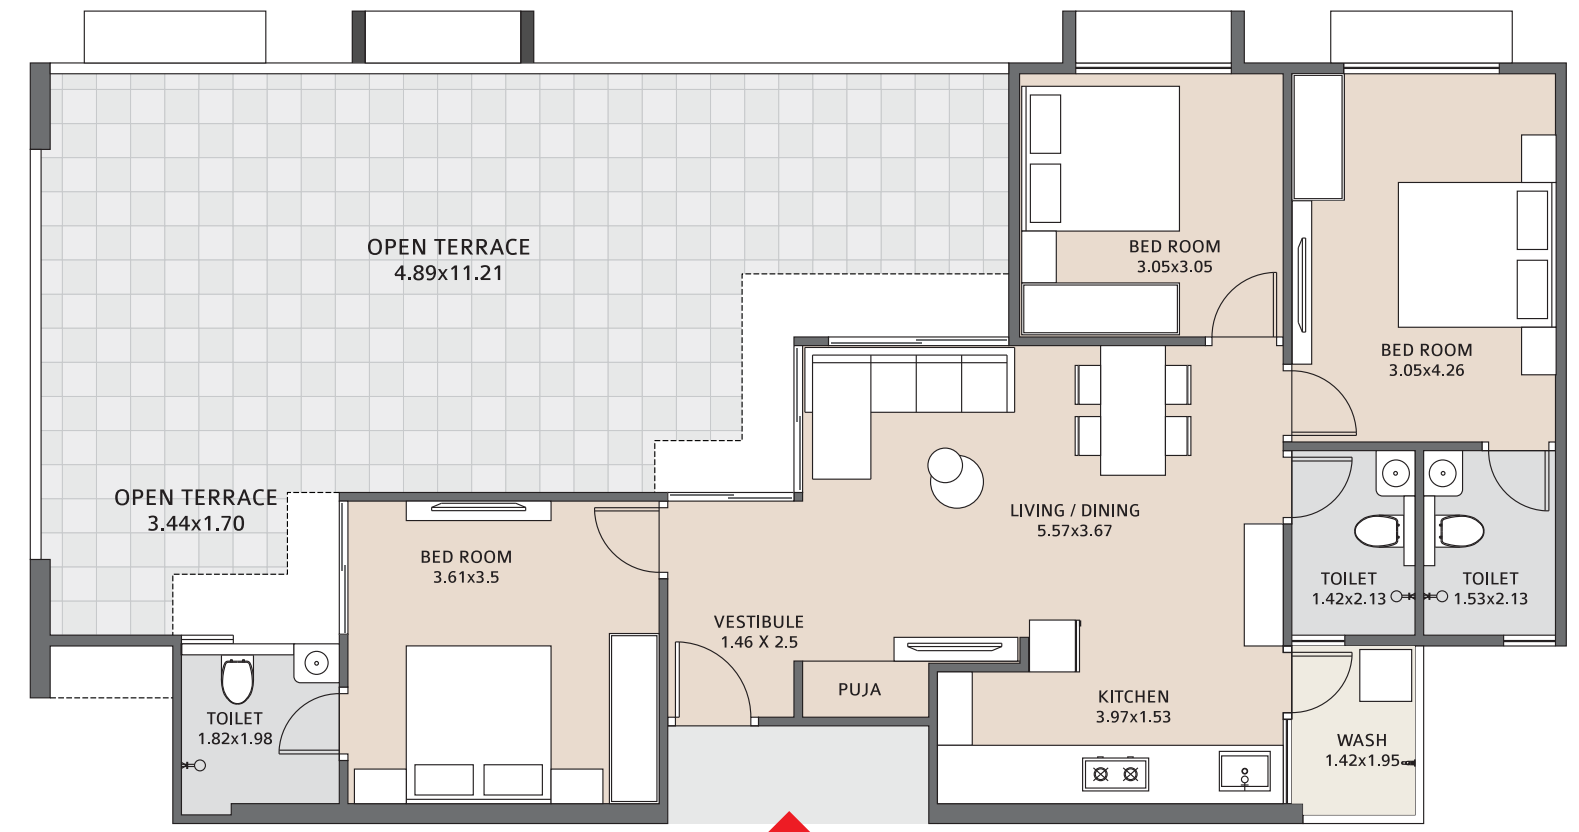 OPEN TERRACE
4.89x11.21
BED ROOM
3.05x3.05
BED ROOM
3.05x4.26
OPEN TERRACE
3.44x1.70
BED ROOM
3.61x3.5
LIVING / DINING
5.57x3.67
TOILET
1.42x2.13
TOILET
1.53x2.13
VESTIBULE
1.46 X 2.5
PUJA
KITCHEN
3.97x1.53
TOILET
1.82x1.98
WASH
1.42x1.95